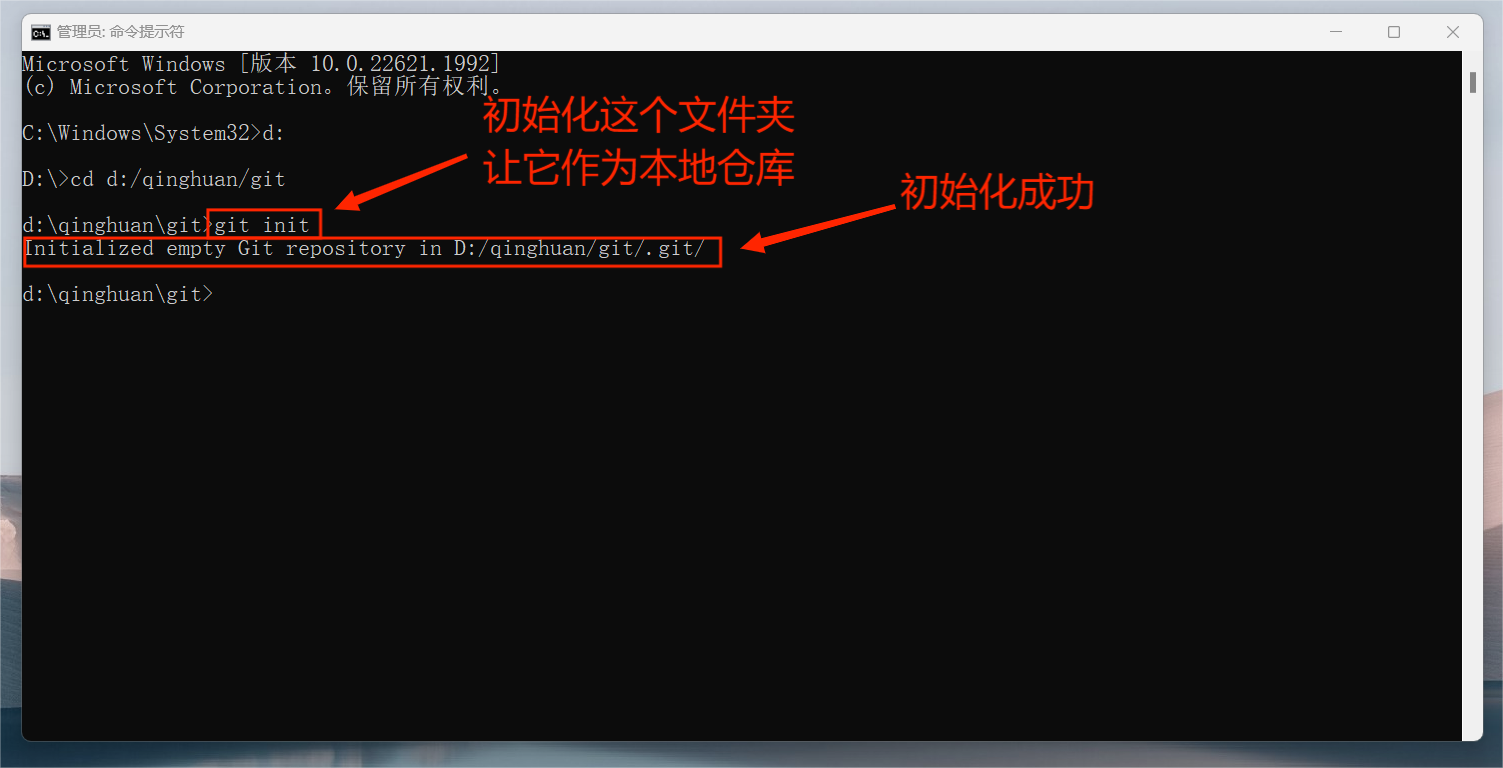 管理员: 命令提示符
Microsoft Windows [版本 10.0.22621.1992]
(c) Microsoft Corporation。保留所有权利。
C:\Windows\System32>d:
D:\>cd d:/qinghuan/git
初始化这个文件夹
让它作为本地仓库
初始化成功
d:\qinghuan\git>git init
Initialized empty Git repository in D:/qinghuan/git/.git/
d:\qinghuan\git>